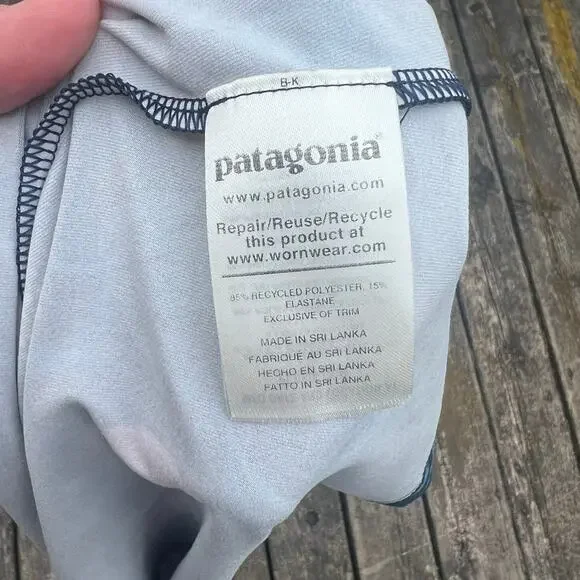 B-K
patagonia®
www.patagonia.com
Repair/Reuse/Recycle
this product at
www.wornwear.com
85% RECYCLED POLYESTER, 15%
ELASTANE
EXCLUSIVE OF TRIM
MADE IN SRI LANKA
FABRIQUÉ AU SRI LANKA
HECHO EN SRI LANKA
FATTO IN SRI LANKA